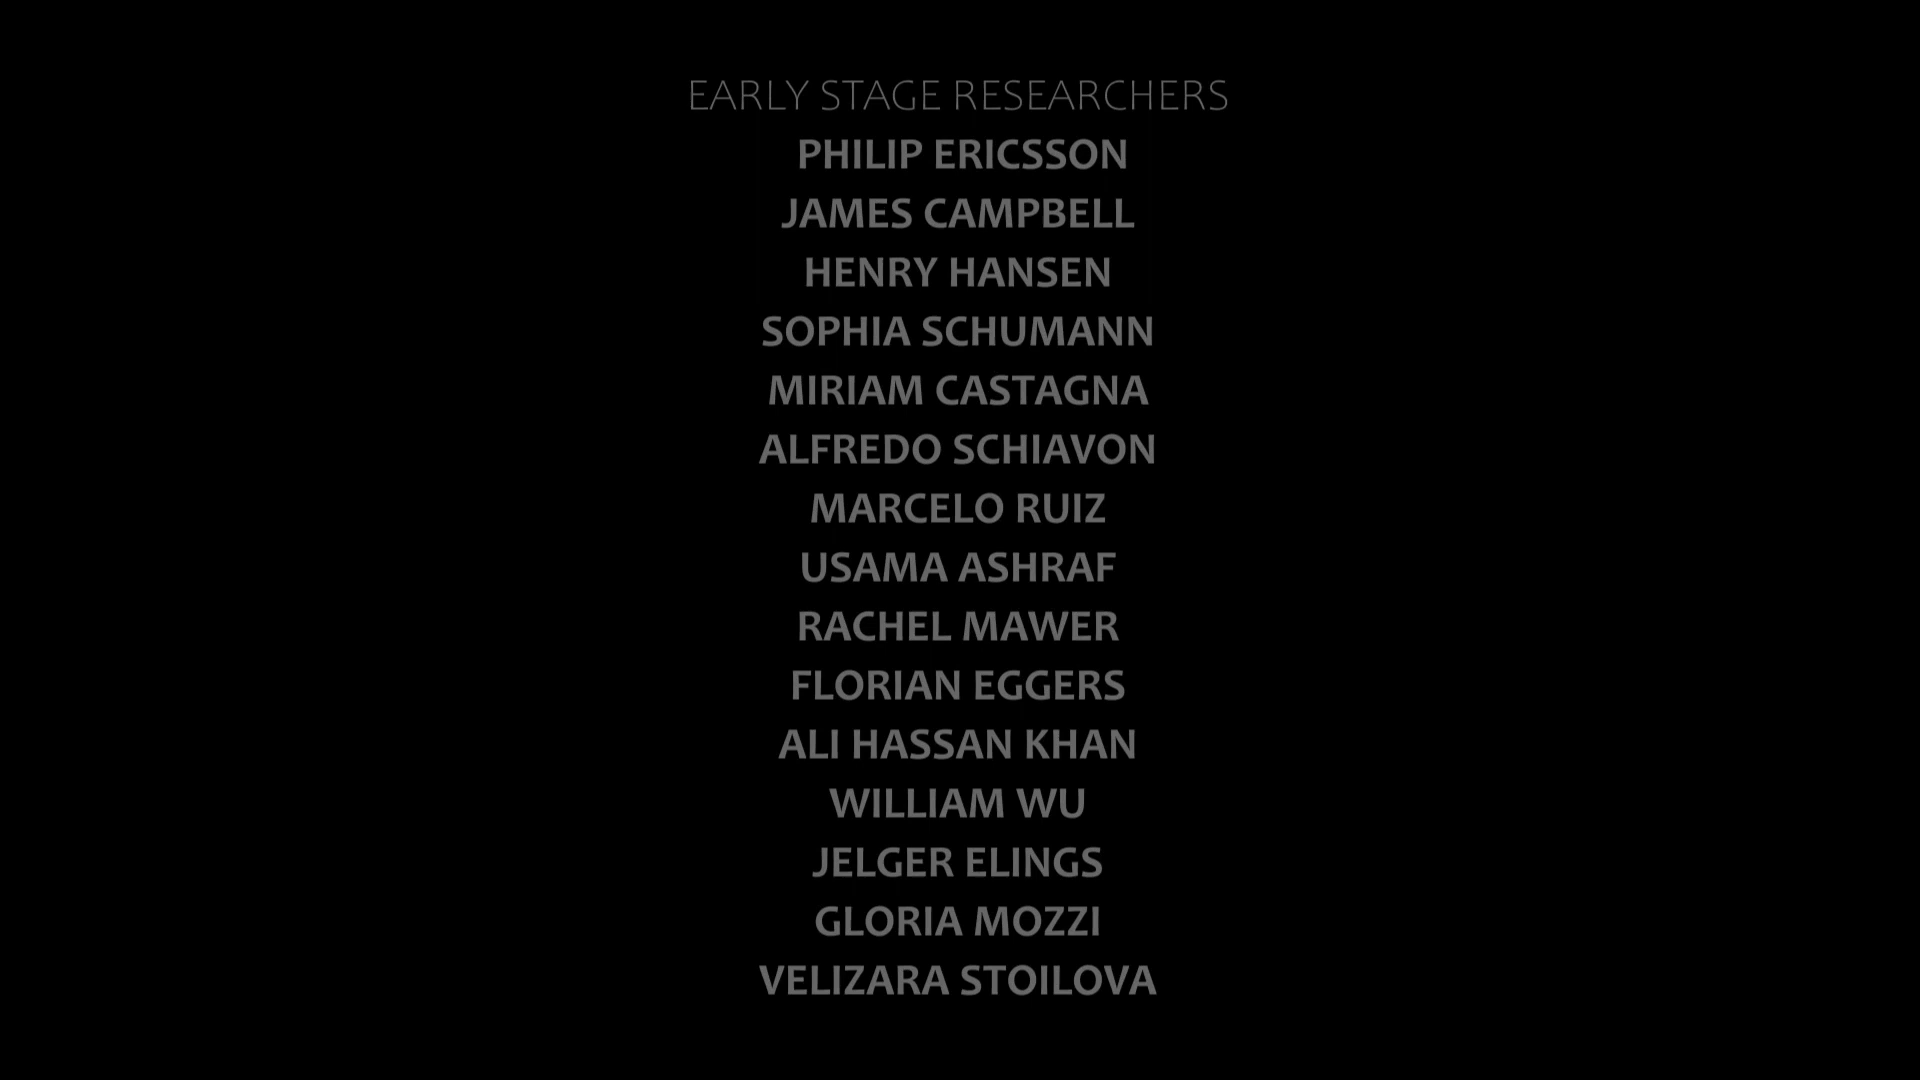 EARLY STAGE RESEARCHERS
PHILIP ERICSSON
JAMES CAMPBELL
HENRY HANSEN
SOPHIA SCHUMANN
MIRIAM CASTAGNA
ALFREDO SCHIAVON
MARCELO RUIZ
USAMA ASHRAF
RACHEL MAWER
FLORIAN EGGERS
ALI HASSAN KHAN
WILLIAM WU
JELGER ELINGS
GLORIA MOZZI
VELIZARA STOILOVA